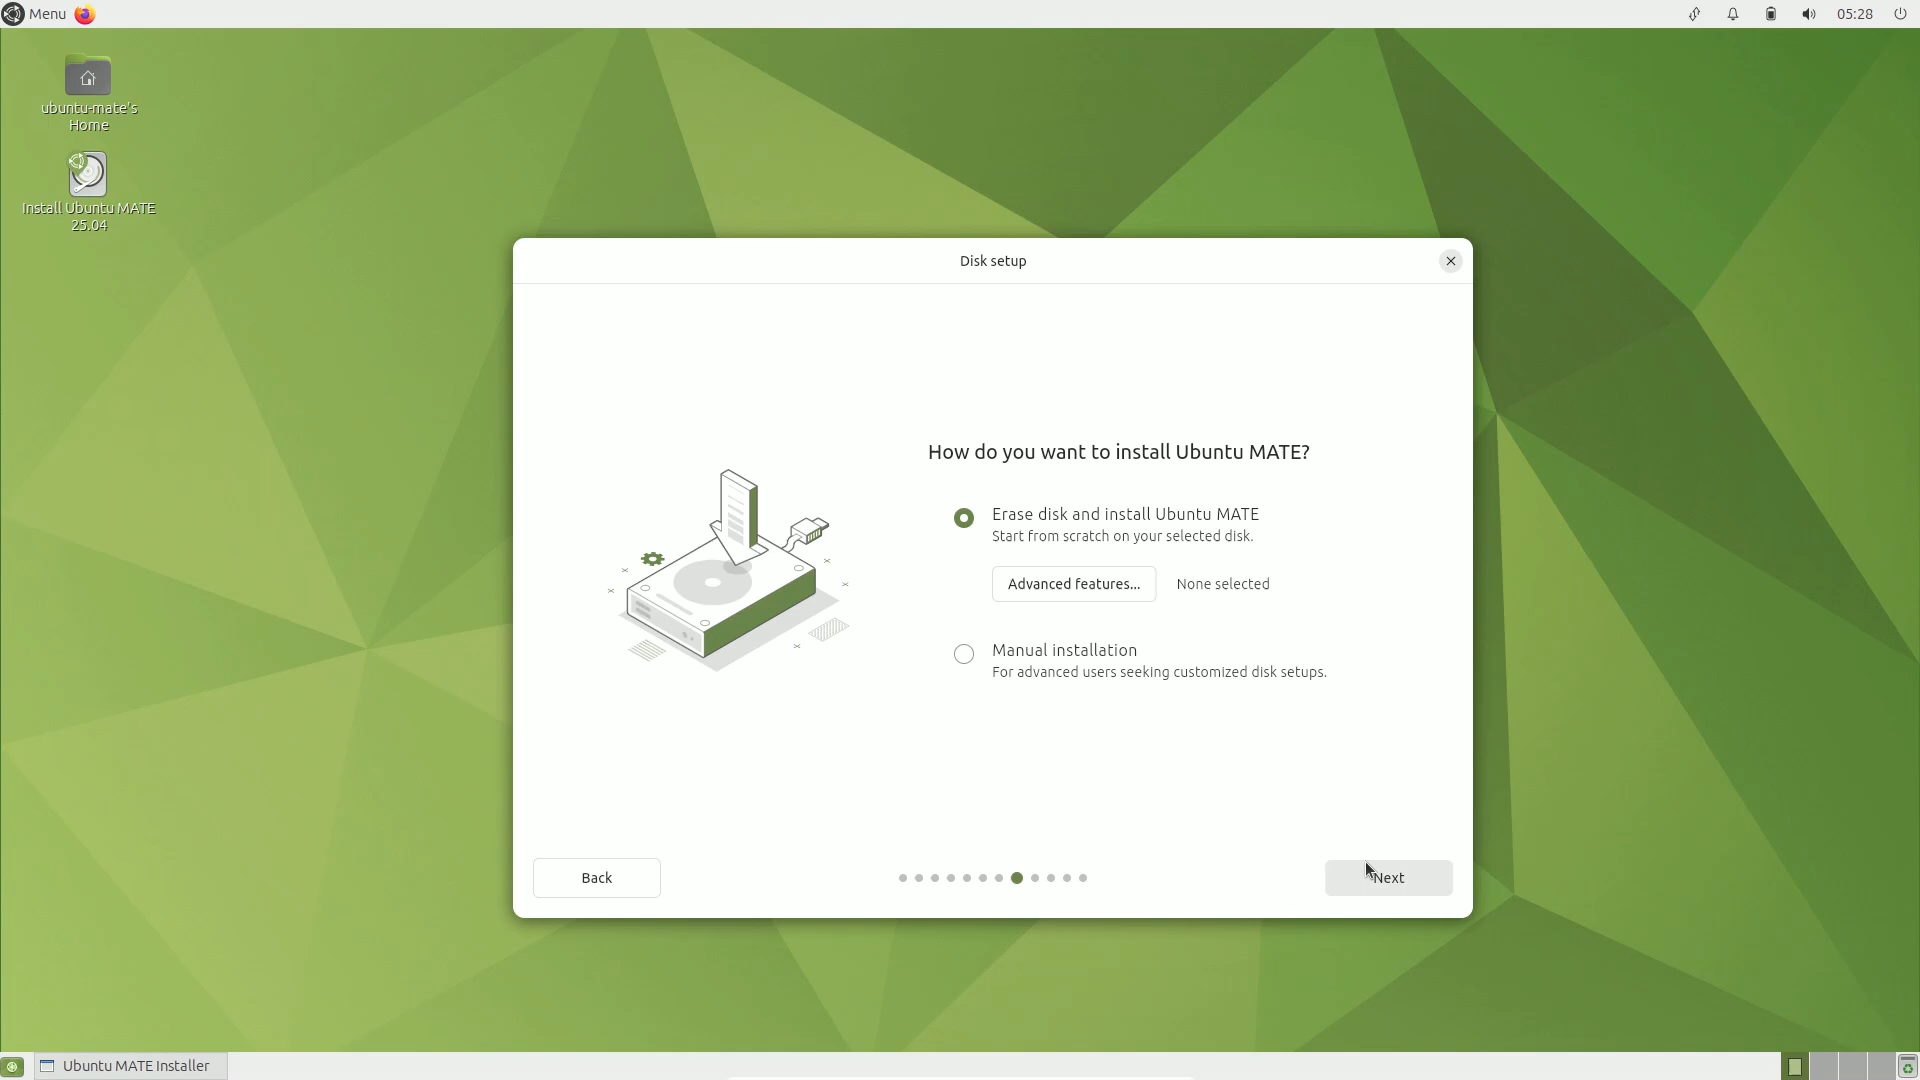 Menu
05:28
ubuntu-mate's
Home
Install Ubuntu MATE
25.04
Disk setup
How do you want to install Ubuntu MATE?
Erase disk and install Ubuntu MATE
Start from scratch on your selected disk.
Advanced features... None selected
Manual installation
For advanced users seeking customized disk setups.
Back
Next
Ubuntu MATE Installer